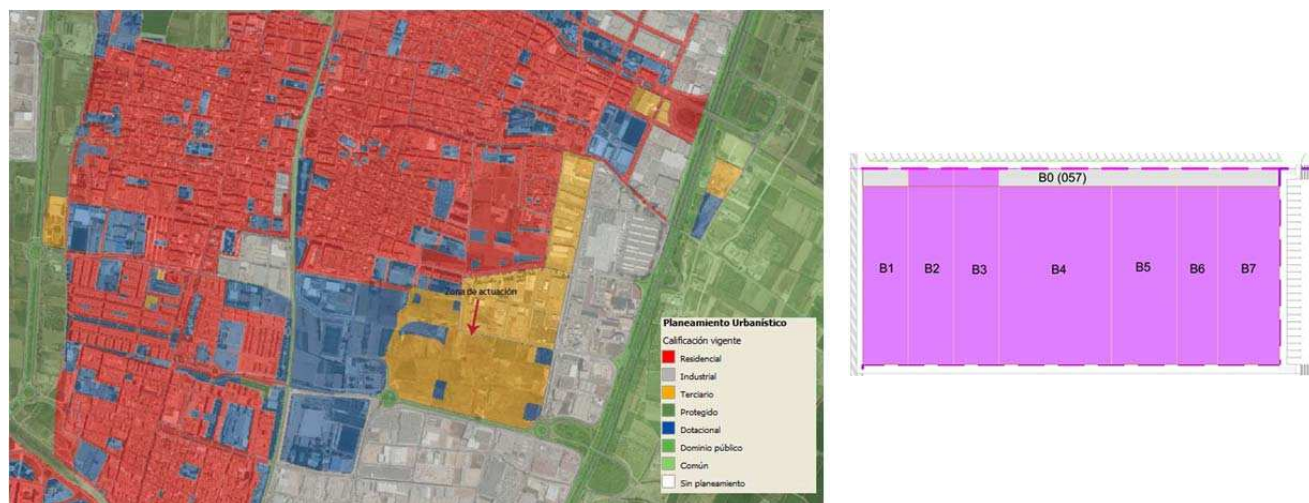 Zona de actuación
Planeamiento Urbanístico
Calificación vigente
Residencial
Industrial
Terciario
Protegido
Dotacional
Dominio público
Común
Sin planeamiento
B0 (057)
B1 B2 B3 B4 B5 B6 B7